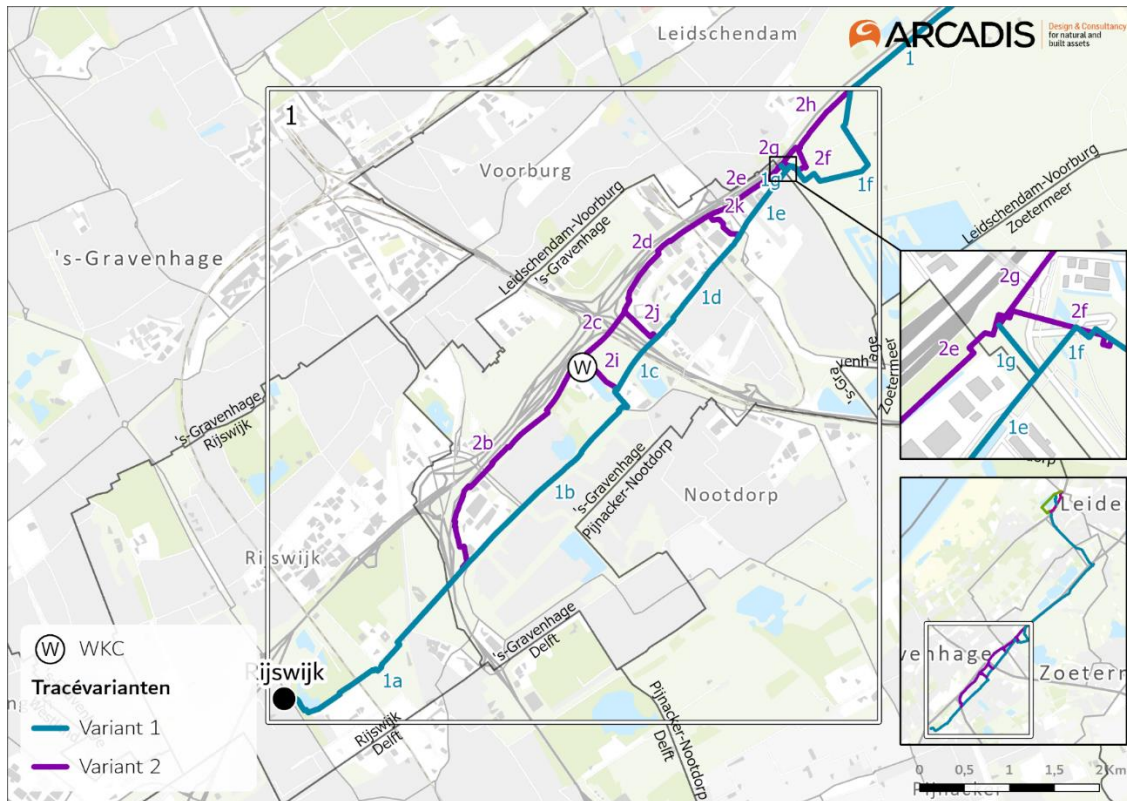 Leidschendam
ARCADIS
Design & Consultancy
for natural and
built assets
1
1
2h
Voorburg
2g
2f
1f
1g
2e
2k
1e
Leidschendam-Voorburg
's-Gravenhage
Leidschendam-Voorburg
Zoetermeer
's-Gravenhage
2d
1d
2j
2c
W
2i
1c
's-Gravenhage
Rijswijk
2b
1b
's-Gravenhage
Pijnacker-Nootdorp
Nootdorp
Rijswijk
's-Gravenhage
Delft
Rijswijk
1a
Rijswijk
Delft
Pijnacker-Nootdorp
Delft
's-Gra
venhage
Zoetermeer
2g
2f
2e
1g
1f
1e
Leide
venhage
Zoeterm
W WKC
Tracévarianten
Variant 1
Variant 2
0 0,5 1 1,5 2 Km